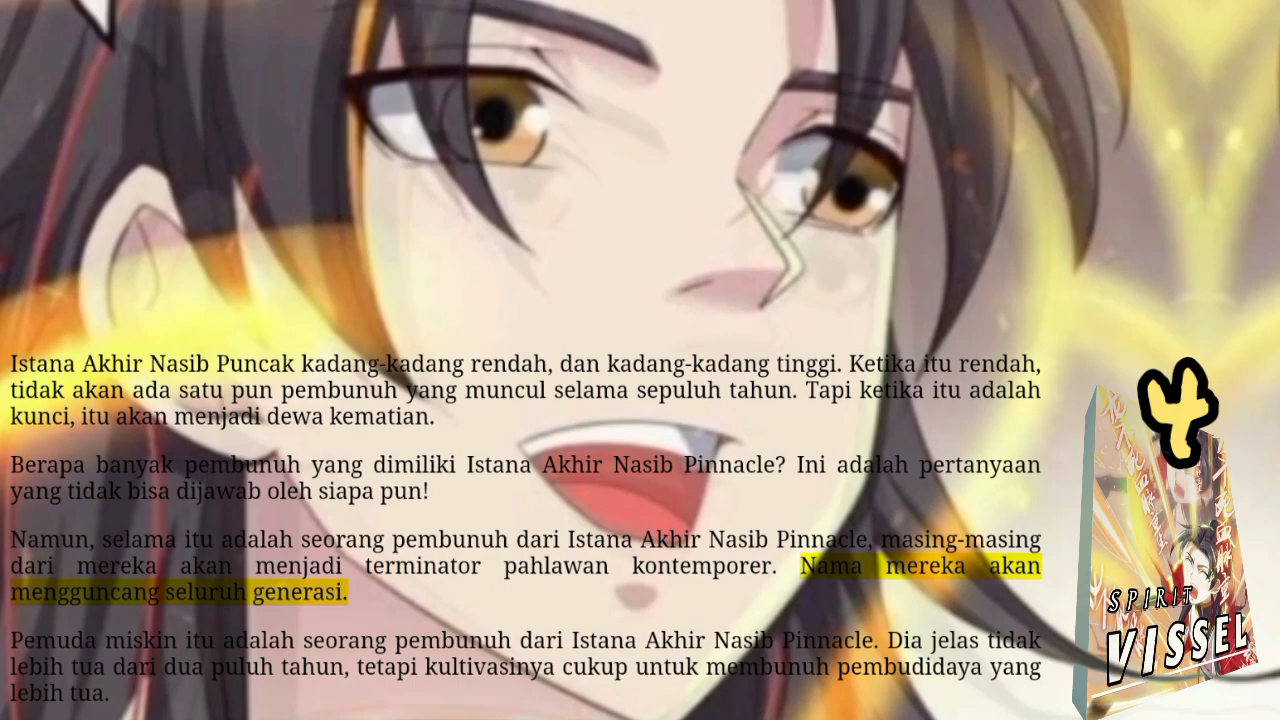 Istana Akhir Nasib Puncak kadang-kadang rendah, dan kadang-kadang tinggi. Ketika itu rendah,
tidak akan ada satu pun pembunuh yang muncul selama sepuluh tahun. Tapi ketika itu adalah
kunci, itu akan menjadi dewa kematian.
Berapa banyak pembunuh yang dimiliki Istana Akhir Nasib Pinnacle? Ini adalah pertanyaan
yang tidak bisa dijawab oleh siapa pun!
Namun, selama itu adalah seorang pembunuh dari Istana Akhir Nasib Pinnacle, masing-masing
dari mereka akan menjadi terminator pahlawan kontemporer. Nama mereka akan
mengguncang seluruh generasi.
Pemuda miskin itu adalah seorang pembunuh dari Istana Akhir Nasib Pinnacle. Dia jelas tidak
lebih tua dari dua puluh tahun, tetapi kultivasinya cukup untuk membunuh pembudidaya yang
lebih tua.
4
SPIRIT
VISSEL